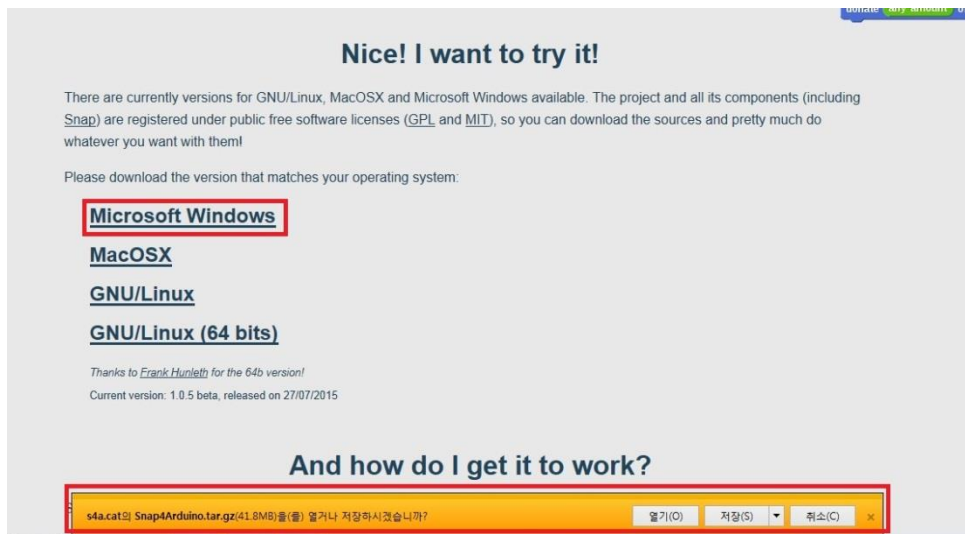 donate any amount
Nice! I want to try it!
There are currently versions for GNU/Linux, MacOSX and Microsoft Windows available. The project and all its components (including
Snap) are registered under public free software licenses (GPL and MIT), so you can download the sources and pretty much do
whatever you want with them!
Please download the version that matches your operating system:
Microsoft Windows
MacOSX
GNU/Linux
GNU/Linux (64 bits)
Thanks to Frank Hunleth for the 64b version!
Current version: 1.0.5 beta, released on 27/07/2015
And how do I get it to work?
s4a.cat의 Snap4Arduino.tar.gz(41.8MB)을(를) 열거나 저장하시겠습니까? 열기(O) 저장(S) ▼ 취소(C) ×